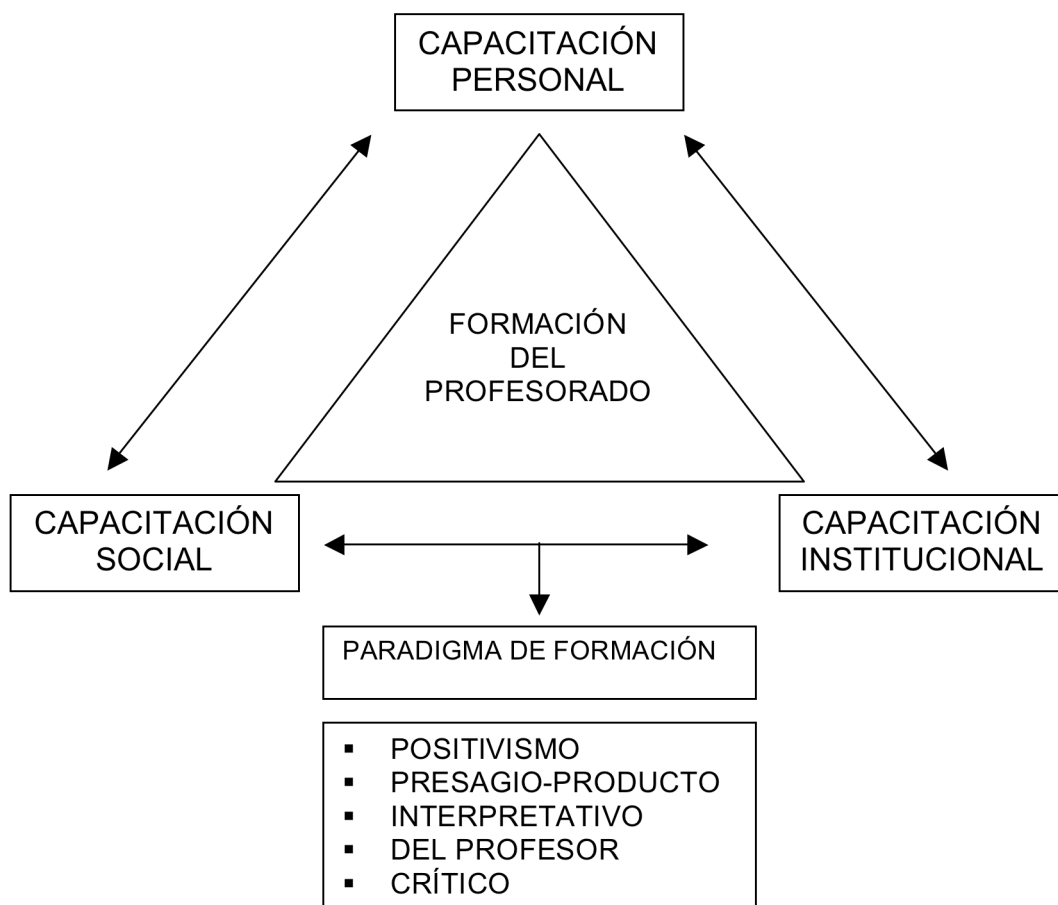 CAPACITACIÓN
PERSONAL
FORMACIÓN
DEL
PROFESORADO
CAPACITACIÓN
SOCIAL
CAPACITACIÓN
INSTITUCIONAL
PARADIGMA DE FORMACIÓN
▪ POSITIVISMO
▪ PRESAGIO-PRODUCTO
▪ INTERPRETATIVO
▪ DEL PROFESOR
▪ CRÍTICO